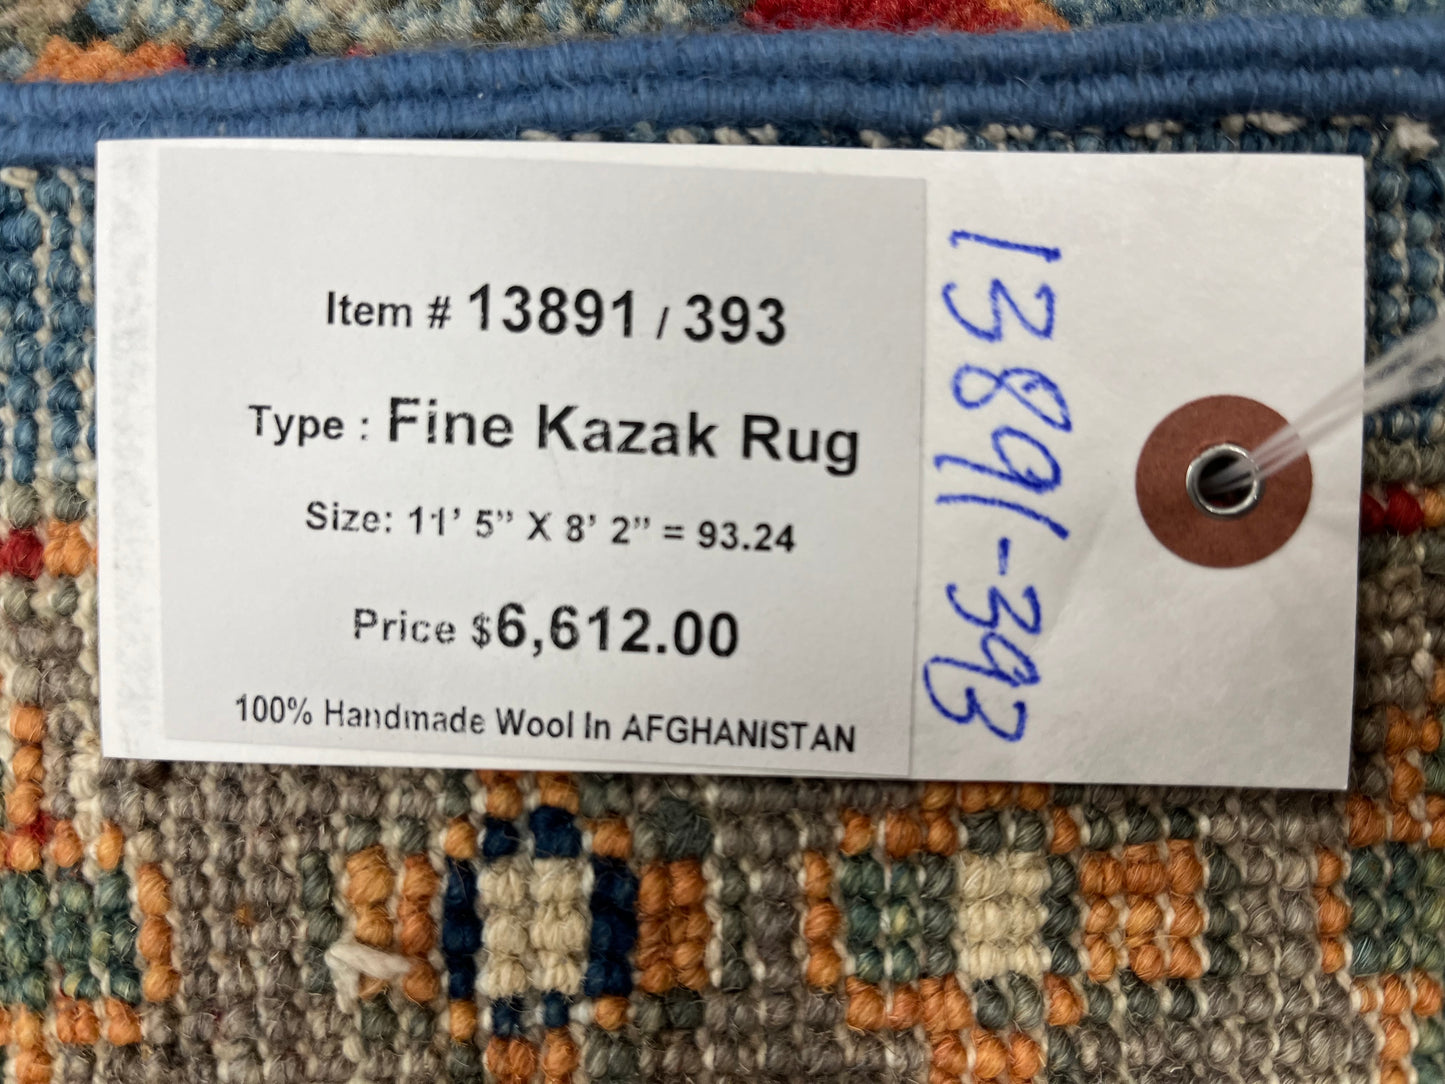 Item # 13891 / 393
Type : Fine Kazak Rug
Size: 11’ 5” X 8’ 2” = 93.24
Price $6,612.00
100% Handmade Wool In AFGHANISTAN
13891-393